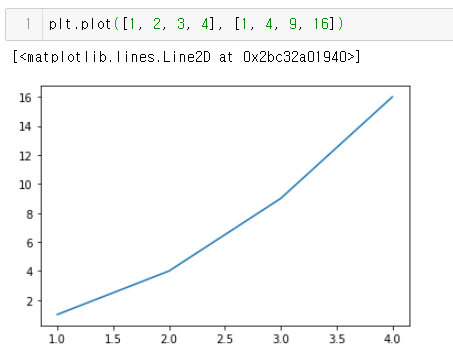 1 plt.plot([1, 2, 3, 4], [1, 4, 9, 16])
[<matplotlib.lines.Line2D at 0x2bc32a01940>]
16
14
12
10
8
6
4
2
1.0 1.5 2.0 2.5 3.0 3.5 4.0